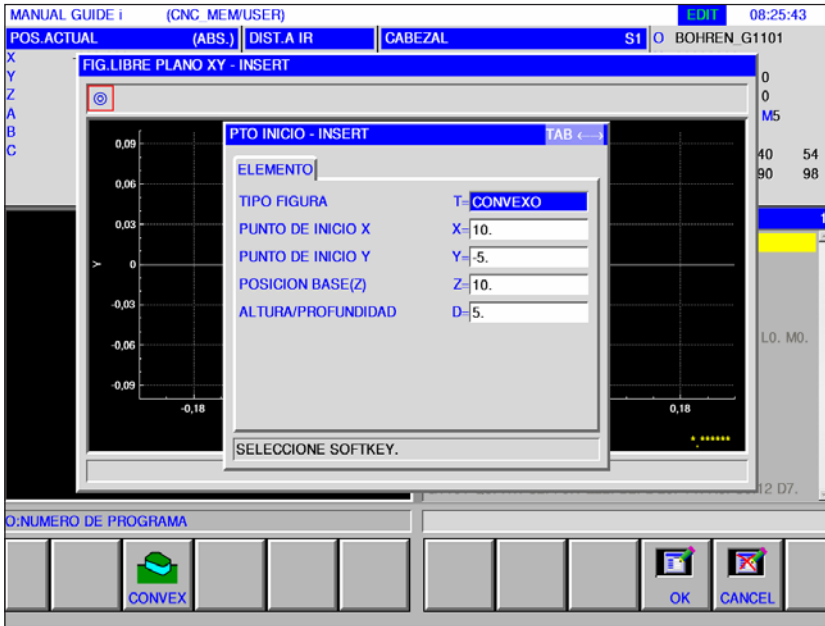 MANUAL GUIDE i (CNC_MEM/USER) EDIT 08:25:43
POS.ACTUAL (ABS.) DIST.A IR CABEZAL S1 O BOHREN_G1101
X
Y 0
Z 0
A M5
B
C 40 54
90 98
FIG.LIBRE PLANO XY - INSERT
PTO INICIO - INSERT TAB ←→
ELEMENTO
TIPO FIGURA T= CONVEXO
PUNTO DE INICIO X X= 10.
PUNTO DE INICIO Y Y= -5.
POSICION BASE(Z) Z= 10.
ALTURA/PROFUNDIDAD D= 5.
SELECCIONE SOFTKEY.
0,09
0,06
0,03
Y 0
-0,03
-0,06
-0,09
-0,18 0,18
*.******
L0. M0.
12 D7.
O:NUMERO DE PROGRAMA
CONVEX OK CANCEL